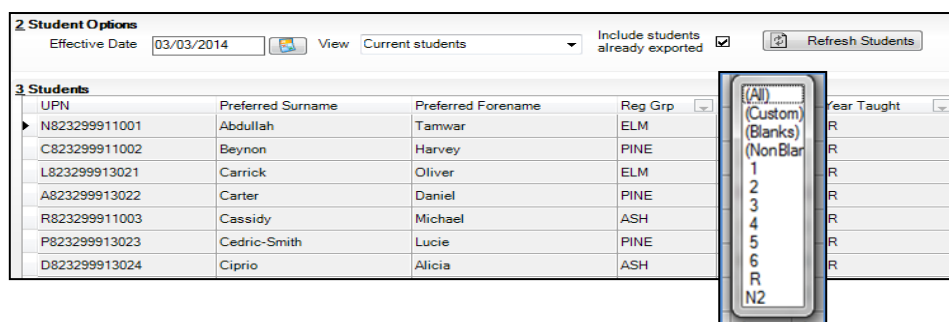 2 Student Options
Effective Date 03/03/2014 View Current students Include students already exported Refresh Students
3 Students
UPN Preferred Surname Preferred Forename Reg Grp Year Taught
N823299911001 Abdullah Tamwar ELM R
C823299911002 Beynon Harvey PINE R
L823299913021 Carrick Oliver ELM R
A823299913022 Carter Daniel PINE R
R823299911003 Cassidy Michael ASH R
P823299913023 Cedric-Smith Lucie PINE R
D823299913024 Ciprio Alicia ASH R
(All)
(Custom)
(Blanks)
(NonBlan
1
2
3
4
5
6
R
N2